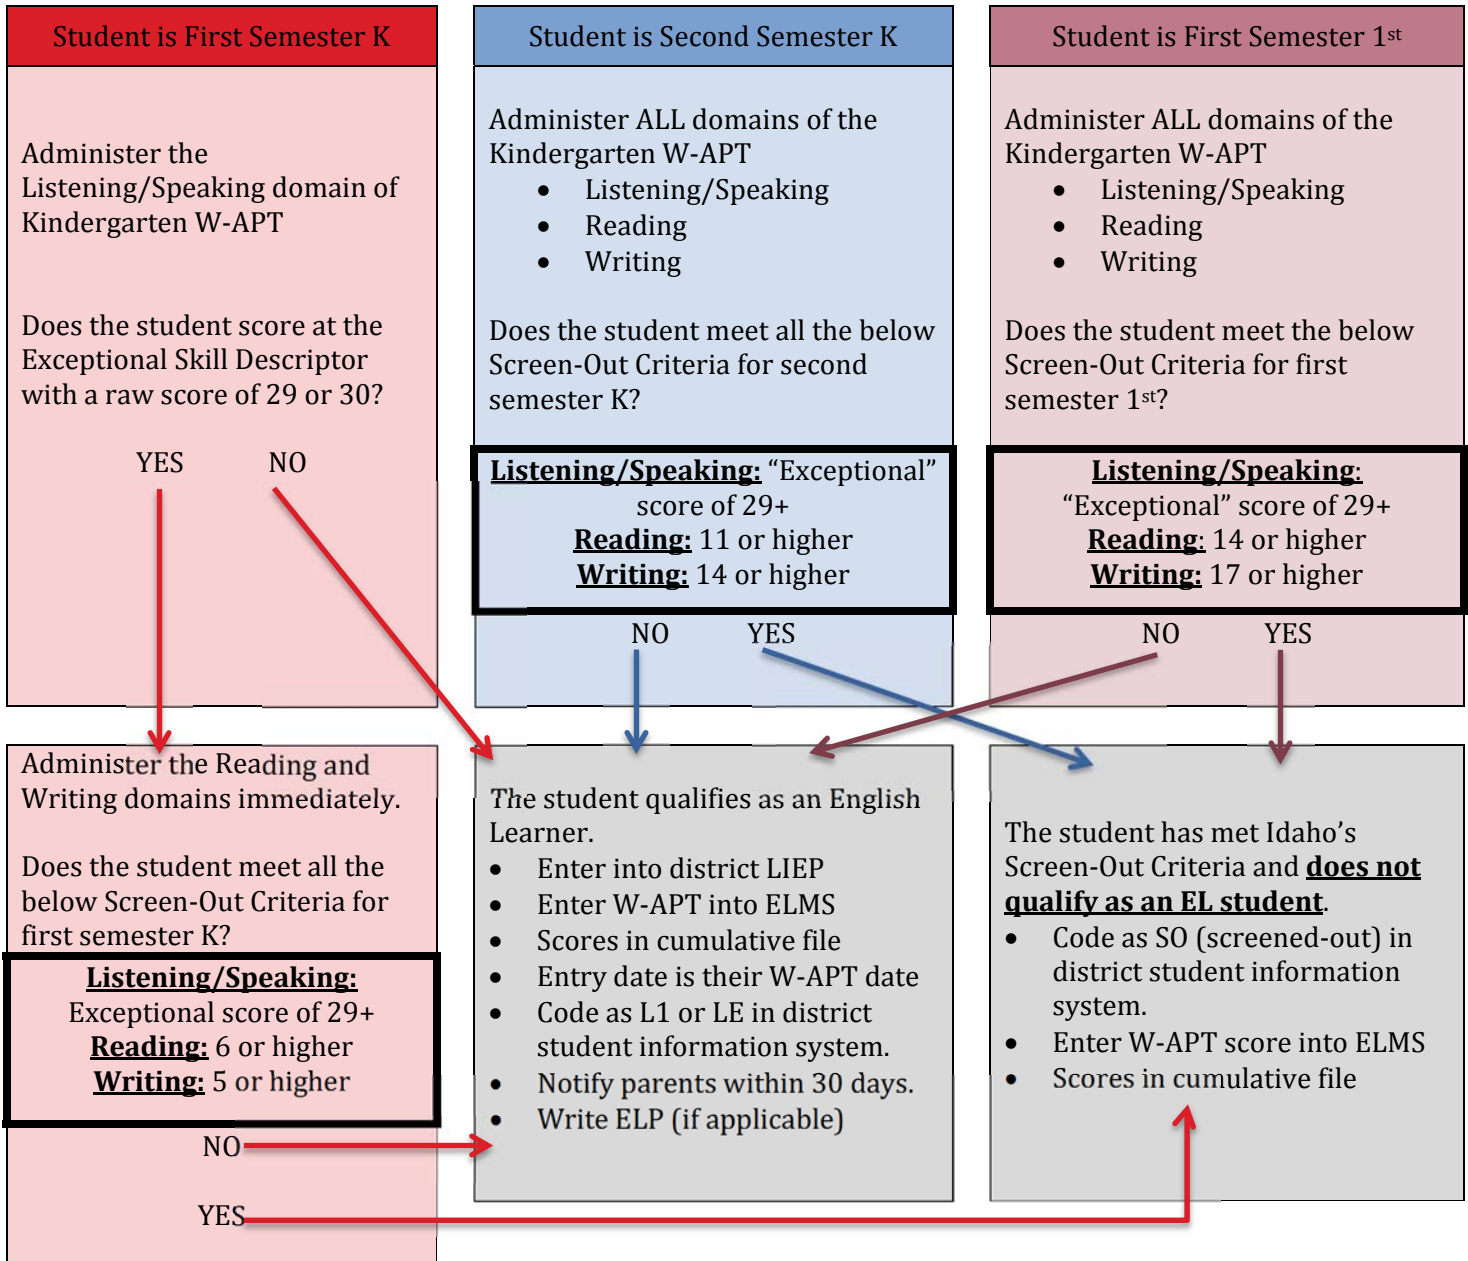 Student is First Semester K
Administer the
Listening/Speaking domain of
Kindergarten W-APT
Does the student score at the
Exceptional Skill Descriptor
with a raw score of 29 or 30?
YES NO
Student is Second Semester K
Administer ALL domains of the
Kindergarten W-APT
• Listening/Speaking
• Reading
• Writing
Does the student meet all the below
Screen-Out Criteria for second
semester K?
Listening/Speaking: “Exceptional”
score of 29+
Reading: 11 or higher
Writing: 14 or higher
NO YES
Student is First Semester 1st
Administer ALL domains of the
Kindergarten W-APT
• Listening/Speaking
• Reading
• Writing
Does the student meet the below
Screen-Out Criteria for first
semester 1st?
Listening/Speaking:
“Exceptional” score of 29+
Reading: 14 or higher
Writing: 17 or higher
NO YES
Administer the Reading and
Writing domains immediately.
Does the student meet all the
below Screen-Out Criteria for
first semester K?
Listening/Speaking:
Exceptional score of 29+
Reading: 6 or higher
Writing: 5 or higher
NO
YES
The student qualifies as an English
Learner.
• Enter into district LIEP
• Enter W-APT into ELMS
• Scores in cumulative file
• Entry date is their W-APT date
• Code as L1 or LE in district
student information system.
• Notify parents within 30 days.
• Write ELP (if applicable)
The student has met Idaho’s
Screen-Out Criteria and does not
qualify as an EL student.
• Code as SO (screened-out) in
district student information
system.
• Enter W-APT score into ELMS
• Scores in cumulative file